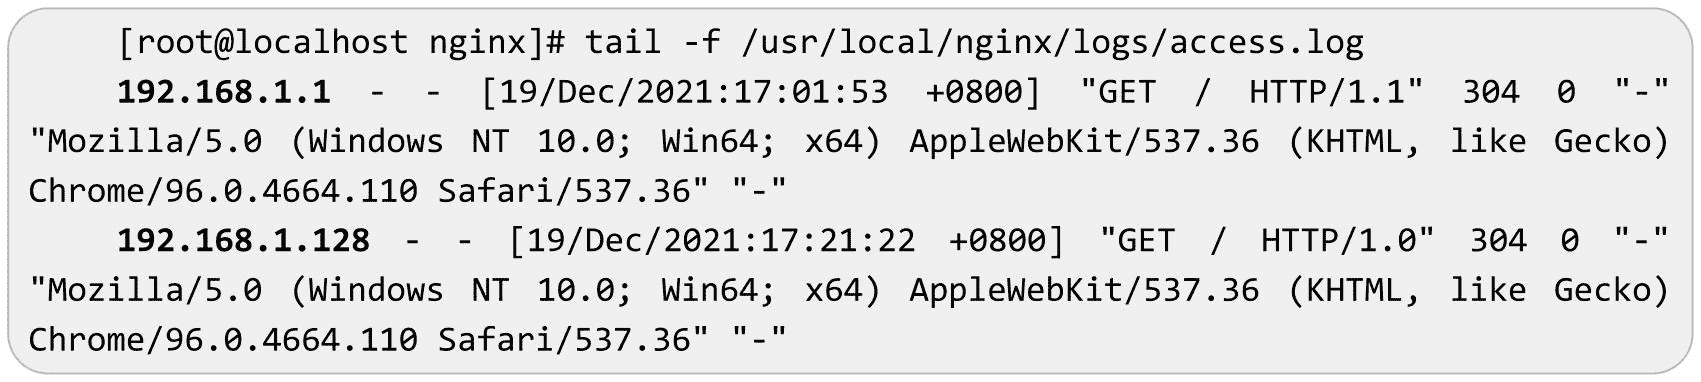 [root@localhost nginx]# tail -f /usr/local/nginx/logs/access.log
192.168.1.1 - - [19/Dec/2021:17:01:53 +0800] "GET / HTTP/1.1" 304 0 "-"
"Mozilla/5.0 (Windows NT 10.0; Win64; x64) AppleWebKit/537.36 (KHTML, like Gecko)
Chrome/96.0.4664.110 Safari/537.36" "-"
192.168.1.128 - - [19/Dec/2021:17:21:22 +0800] "GET / HTTP/1.0" 304 0 "-"
"Mozilla/5.0 (Windows NT 10.0; Win64; x64) AppleWebKit/537.36 (KHTML, like Gecko)
Chrome/96.0.4664.110 Safari/537.36" "-"